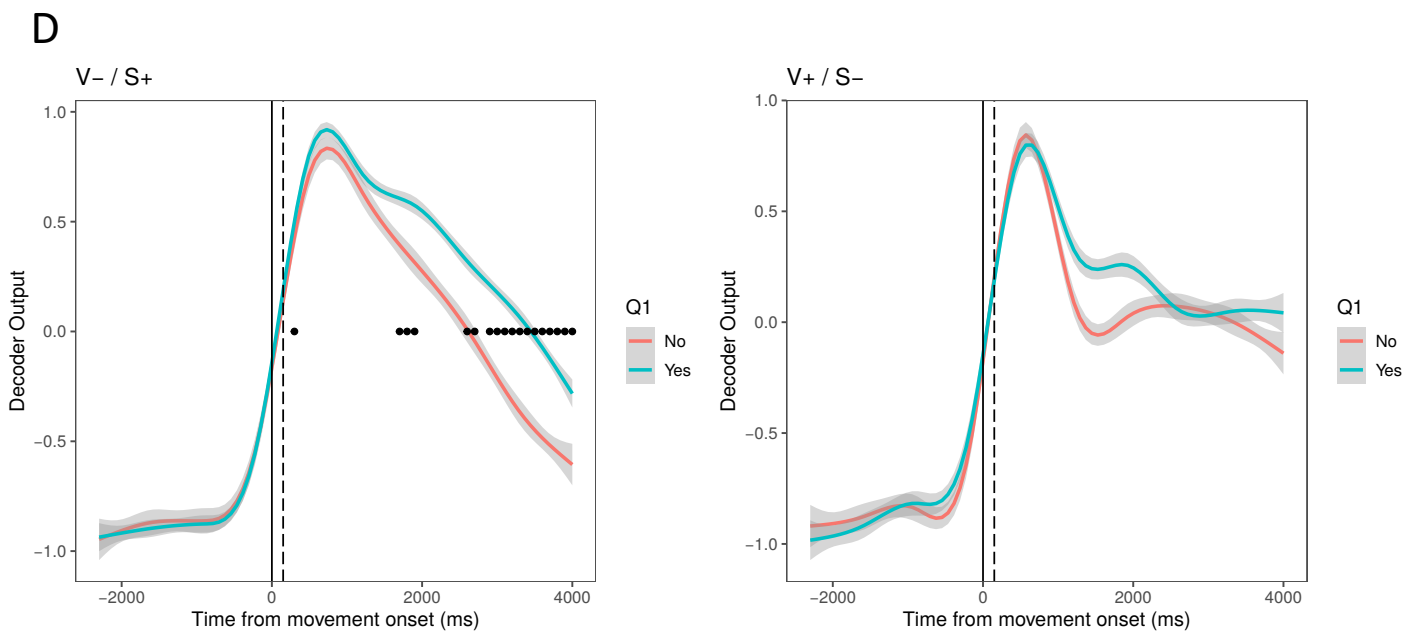 D
V− / S+
1.0
0.5
0.0
−0.5
−1.0
Decoder Output
−2000
0
2000
4000
Time from movement onset (ms)
Q1
No
Yes
V+ / S−
1.0
0.5
0.0
−0.5
−1.0
Decoder Output
−2000
0
2000
4000
Time from movement onset (ms)
Q1
No
Yes